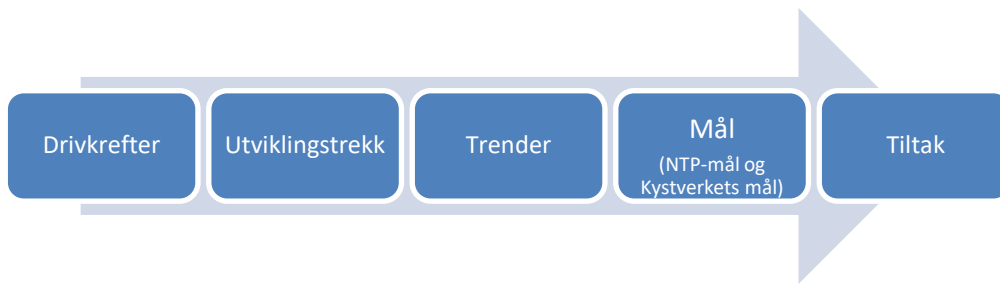 Drivkrefter
Utviklingstrekk
Trender
Mål
(NTP-mål og
Kystverkets mål)
Tiltak